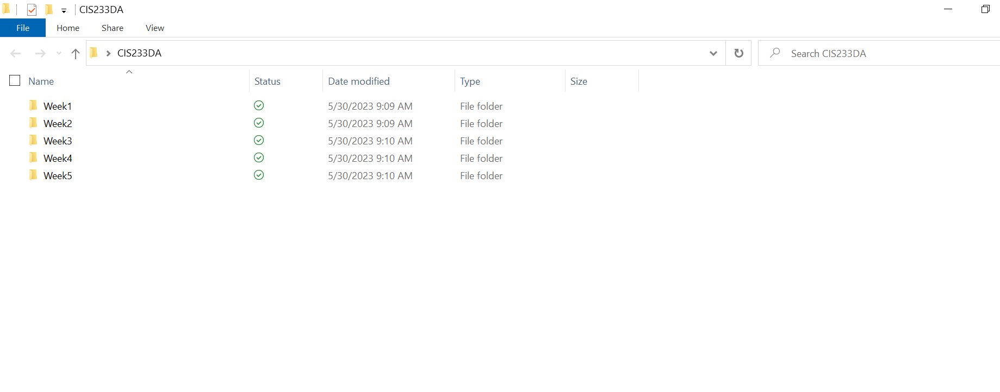 CIS233DA
File Home Share View
CIS233DA Search CIS233DA
Name Status Date modified Type Size
Week1 5/30/2023 9:09 AM File folder
Week2 5/30/2023 9:09 AM File folder
Week3 5/30/2023 9:10 AM File folder
Week4 5/30/2023 9:10 AM File folder
Week5 5/30/2023 9:10 AM File folder